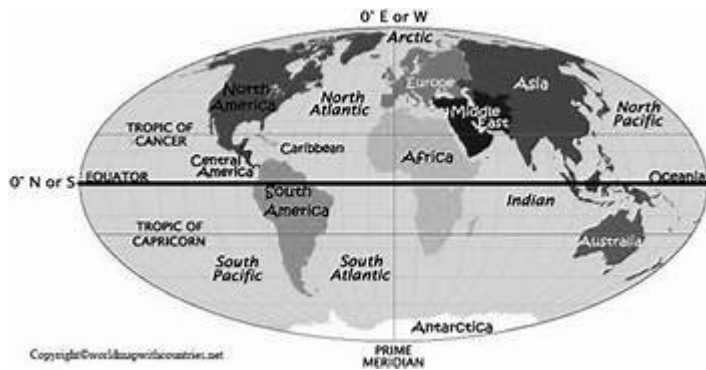 0° E or W
Arctic
North
America
North
Atlantic
Europe
Asia
Middle
East
North
Pacific
TROPIC OF
CANCER
Caribbean
Central
America
Africa
0° N or S
EQUATOR
Oceania
South
America
Indian
TROPIC OF
CAPRICORN
Australia
South
Pacific
South
Atlantic
Antarctica
Copyright©worldmapwithcountries.net
PRIME
MERIDIAN